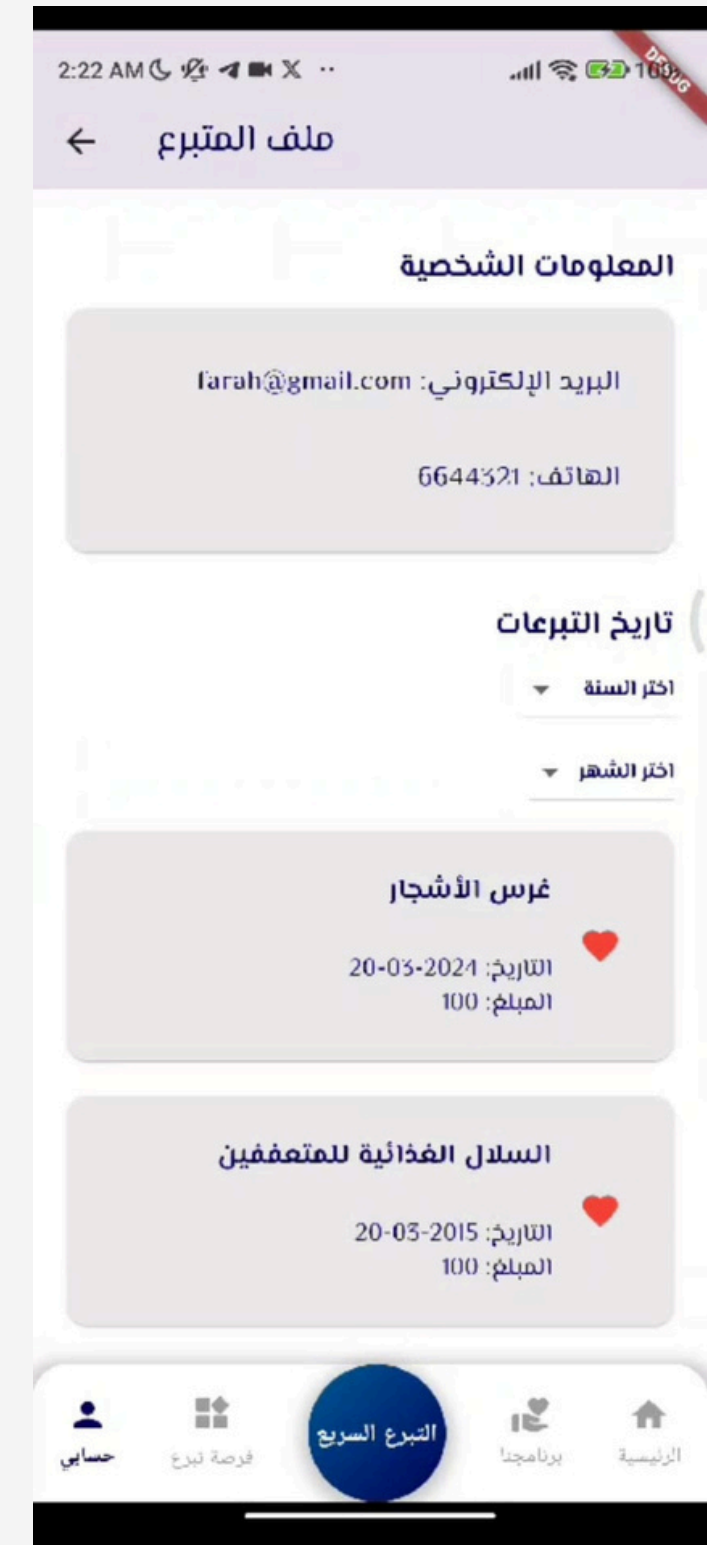 2:22 AM
DEBUG
ملف المتبرع
المعلومات الشخصية
البريد الإلكتروني: farah@gmail.com
الهاتف: 6644321
تاريخ التبرعات
اختر السنة
اختر الشهر
غرس الأشجار
التاريخ: 2024-03-20
المبلغ: 100
السلال الغذائية للمتعففين
التاريخ: 2015-03-20
المبلغ: 100
الرئيسية
برنامجنا
التبرع السريع
فرصة تبرع
حسابي